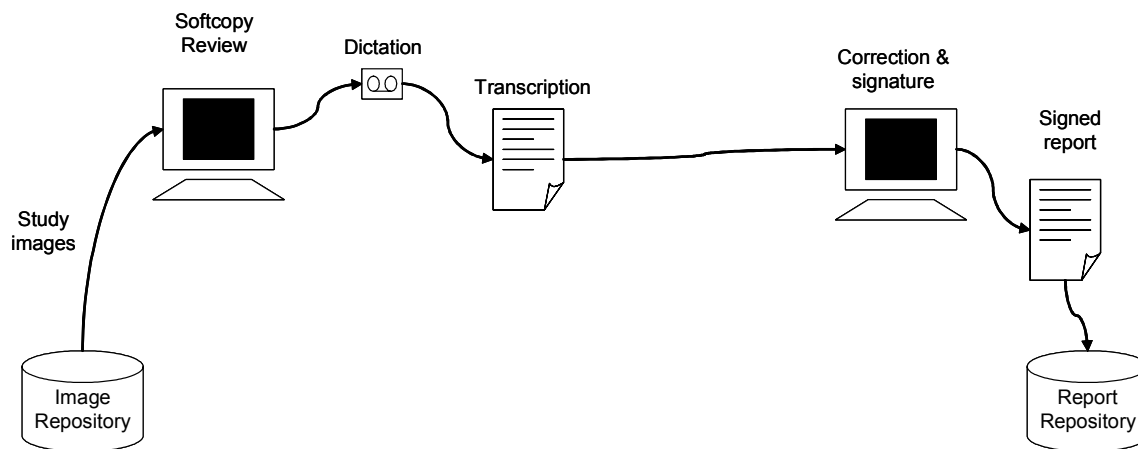 Softcopy
Review
Dictation
Transcription
Correction &
signature
Signed
report
Study
images
Image
Repository
Report
Repository